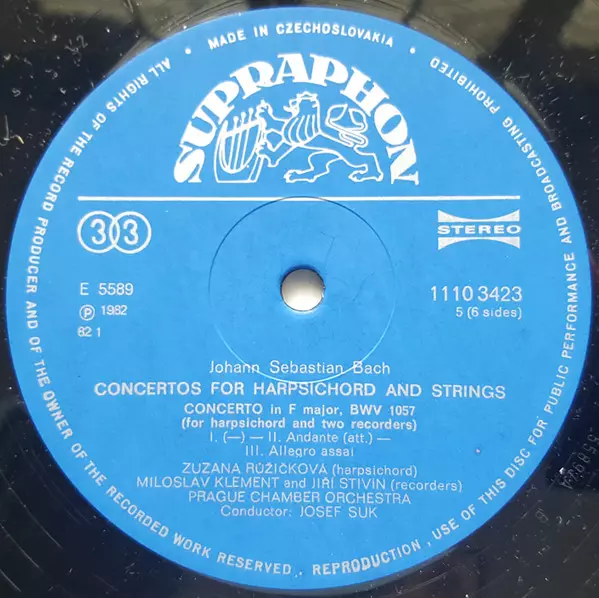 MADE IN CZECHOSLOVAKIA
ALL RIGHTS OF THE RECORD PRODUCER AND OF THE OWNER OF THE RECORDED WORK RESERVED. REPRODUCTION, USE OF THIS DISC FOR PUBLIC PERFORMANCE AND BROADCASTING PROHIBITED
SUPRAPHON
33
STEREO
E 5589
11103423
Ⓟ 1982
5 (6 sides)
82 1
Johann Sebastian Bach
CONCERTOS FOR HARPSICHORD AND STRINGS
CONCERTO in F major, BWV 1057
(for harpsichord and two recorders)
I. (—) — II. Andante (att.) —
III. Allegro assai
ZUZANA RŮŽIČKOVÁ (harpsichord)
MILOSLAV KLEMENT and JIŘÍ STIVÍN (recorders)
PRAGUE CHAMBER ORCHESTRA
Conductor: JOSEF SUK